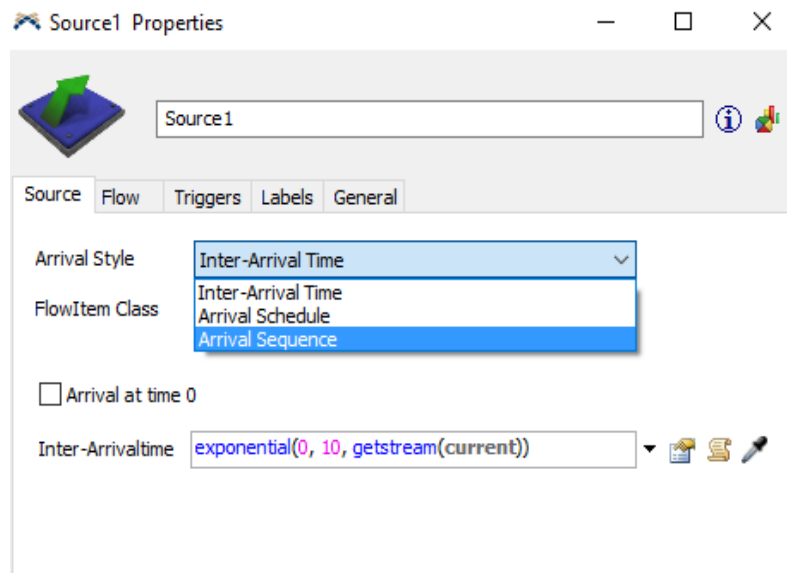 Source1 Properties
Source1
Source Flow Triggers Labels General
Arrival Style Inter-Arrival Time
Inter-Arrival Time
FlowItem Class Arrival Schedule
Arrival Sequence
Arrival at time 0
Inter-Arrivaltime exponential(0, 10, getstream(current))